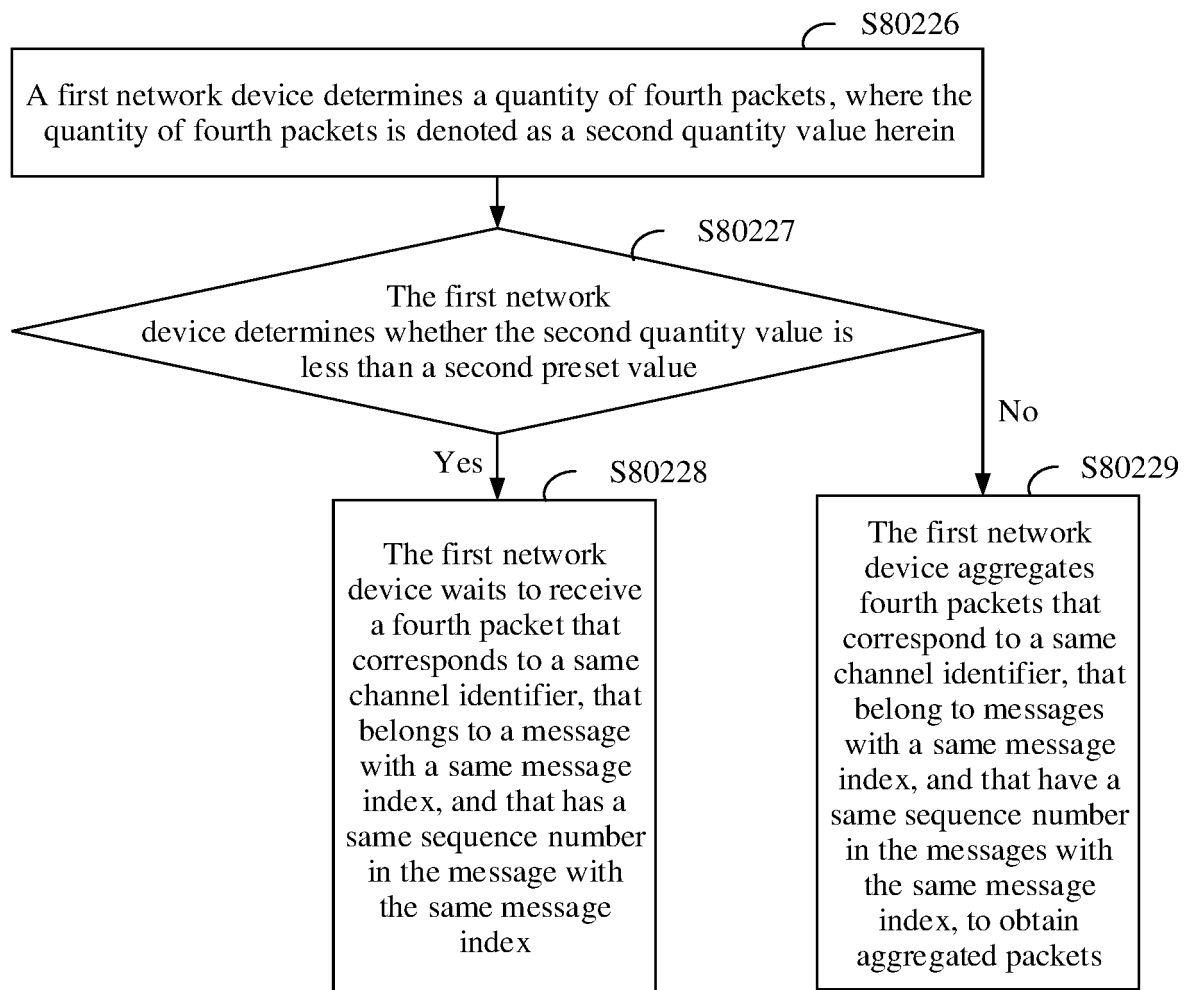 S80226
A first network device determines a quantity of fourth packets, where the
quantity of fourth packets is denoted as a second quantity value herein
S80227
The first network
device determines whether the second quantity value is
less than a second preset value
No
Yes
S80228
The first network
device waits to receive
a fourth packet that
corresponds to a same
channel identifier, that
belongs to a message
with a same message
index, and that has a
same sequence number
in the message with
the same message
index
S80229
The first network
device aggregates
fourth packets that
correspond to a same
channel identifier, that
belong to messages
with a same message
index, and that have a
same sequence number
in the messages with
the same message
index, to obtain
aggregated packets